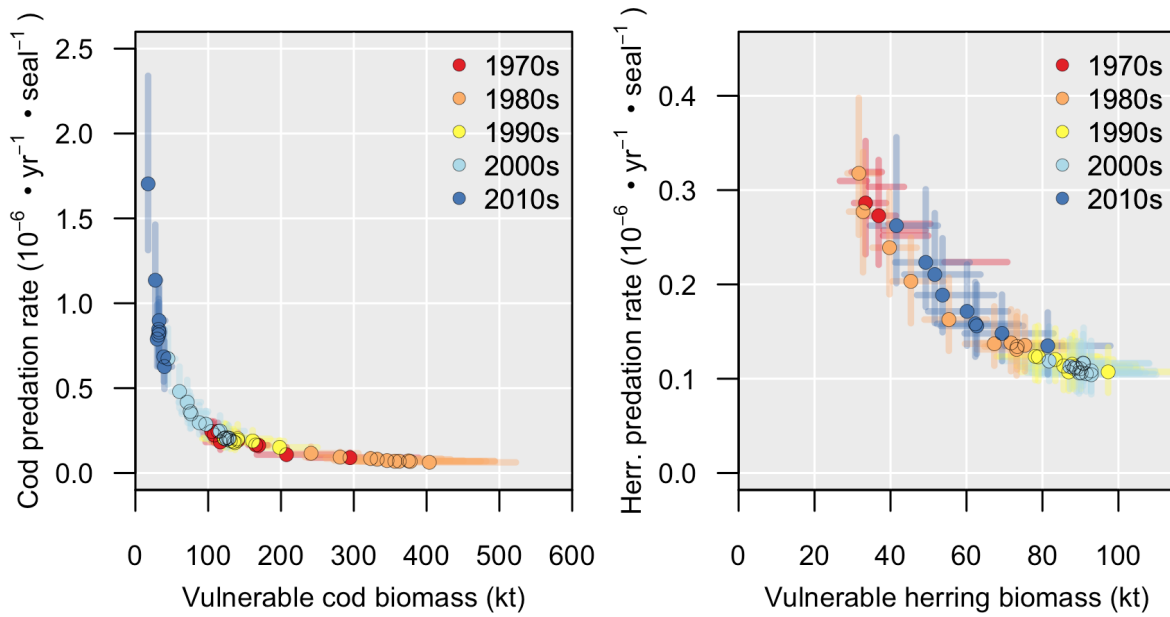 Cod predation rate (10⁻⁶ • yr⁻¹ • seal⁻¹ )
2.5
2.0
1.5
1.0
0.5
0.0
1970s
1980s
1990s
2000s
2010s
0 100 200 300 400 500 600
Vulnerable cod biomass (kt)
Herr. predation rate (10⁻⁶ • yr⁻¹ • seal⁻¹ )
0.4
0.3
0.2
0.1
0.0
1970s
1980s
1990s
2000s
2010s
0 20 40 60 80 100
Vulnerable herring biomass (kt)